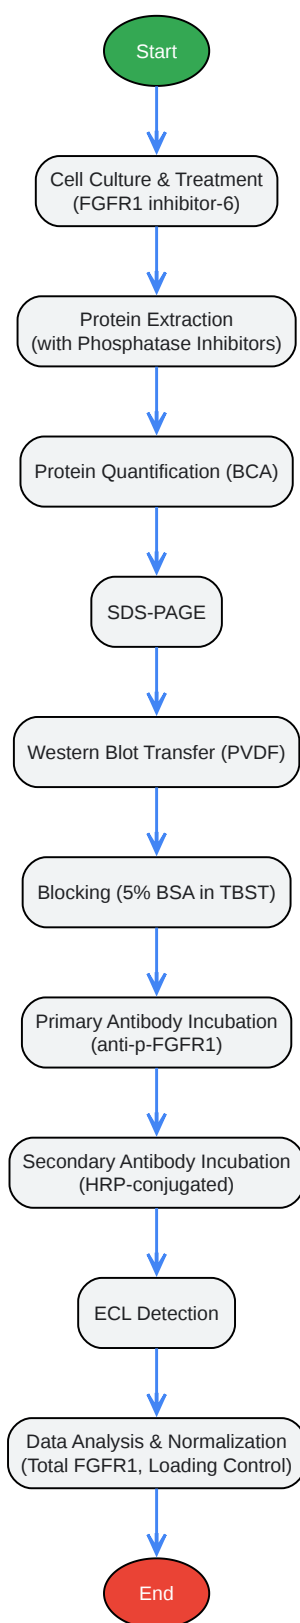 Start
Cell Culture & Treatment
(FGFR1 inhibitor-6)
Protein Extraction
(with Phosphatase Inhibitors)
Protein Quantification (BCA)
SDS-PAGE
Western Blot Transfer (PVDF)
Blocking (5% BSA in TBST)
Primary Antibody Incubation
(anti-p-FGFR1)
Secondary Antibody Incubation
(HRP-conjugated)
ECL Detection
Data Analysis & Normalization
(Total FGFR1, Loading Control)
End